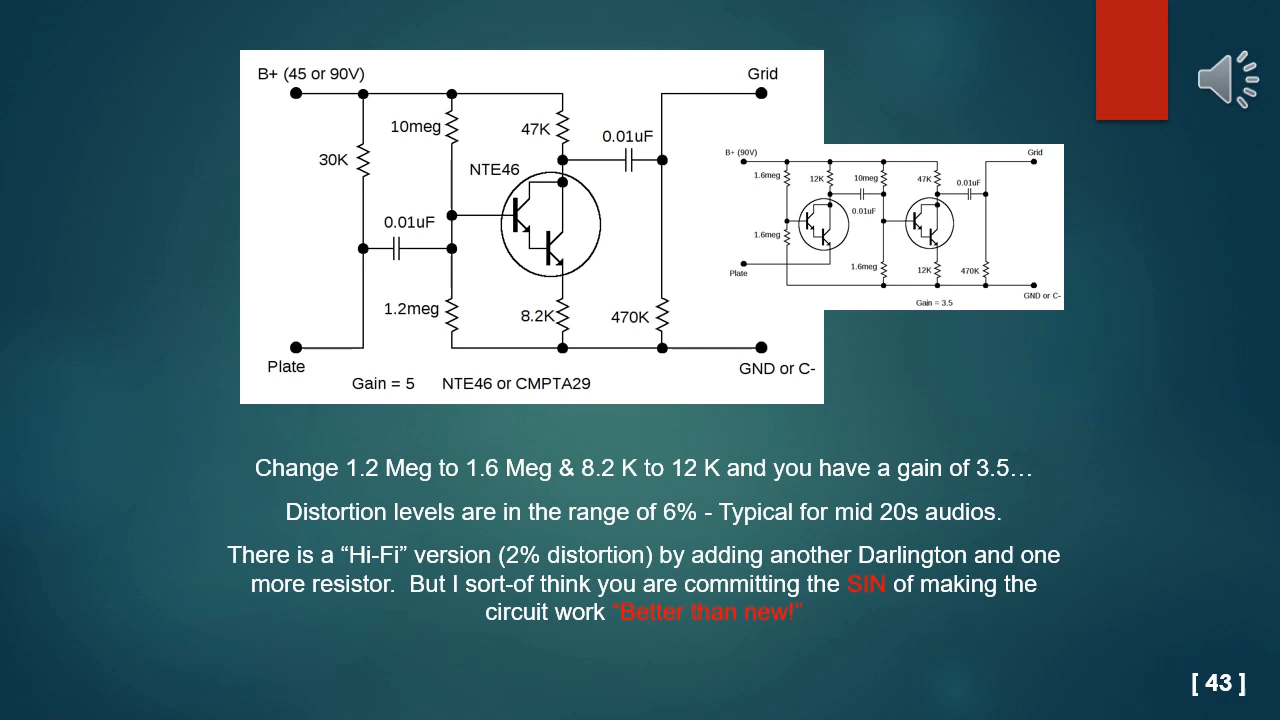 B+ (45 or 90V)
Grid
10meg
47K
0.01uF
30K
NTE46
0.01uF
1.2meg
8.2K
470K
Plate
GND or C-
Gain = 5
NTE46 or CMPTA29
B+ (90V)
Grid
1.6meg
12K
10meg
47K
0.01uF
0.01uF
1.6meg
1.6meg
12K
470K
Plate
GND or C-
Gain = 3.5
Change 1.2 Meg to 1.6 Meg & 8.2 K to 12 K and you have a gain of 3.5…
Distortion levels are in the range of 6% - Typical for mid 20s audios.
There is a “Hi-Fi” version (2% distortion) by adding another Darlington and one
more resistor.  But I sort-of think you are committing the SIN of making the
circuit work “Better than new!”
[ 43 ]